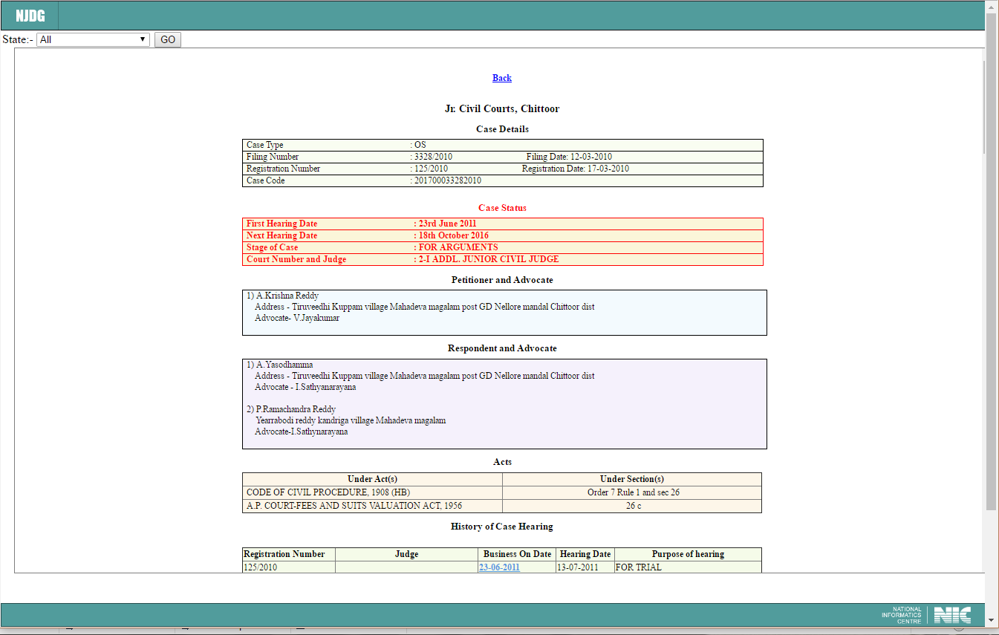 NJDG
State:- All GO
Back
Jr. Civil Courts, Chittoor
Case Details
Case Type : OS
Filing Number : 3328/2010 Filing Date: 12-03-2010
Registration Number : 125/2010 Registration Date: 17-03-2010
Case Code : 201700033282010
Case Status
First Hearing Date : 23rd June 2011
Next Hearing Date : 18th October 2016
Stage of Case : FOR ARGUMENTS
Court Number and Judge : 2-I ADDL. JUNIOR CIVIL JUDGE
Petitioner and Advocate
1) A.Krishna Reddy
Address - Tiruveedhi Kuppam village Mahadeva magalam post GD Nellore mandal Chittoor dist
Advocate- V.Jayakumar
Respondent and Advocate
1) A.Yasodhamma
Address - Tiruveedhi Kuppam village Mahadeva magalam post GD Nellore mandal Chittoor dist
Advocate - I.Sathyanarayana
2) P.Ramachandra Reddy
Yearrabodi reddy kandriga village Mahadeva magalam
Advocate-I.Sathynarayana
Acts
Under Act(s) Under Section(s)
CODE OF CIVIL PROCEDURE, 1908 (HB) Order 7 Rule 1 and sec 26
A.P. COURT-FEES AND SUITS VALUATION ACT, 1956 26 c
History of Case Hearing
Registration Number Judge Business On Date Hearing Date Purpose of hearing
125/2010 23-06-2011 13-07-2011 FOR TRIAL
NATIONAL
INFORMATICS
CENTRE
NIC